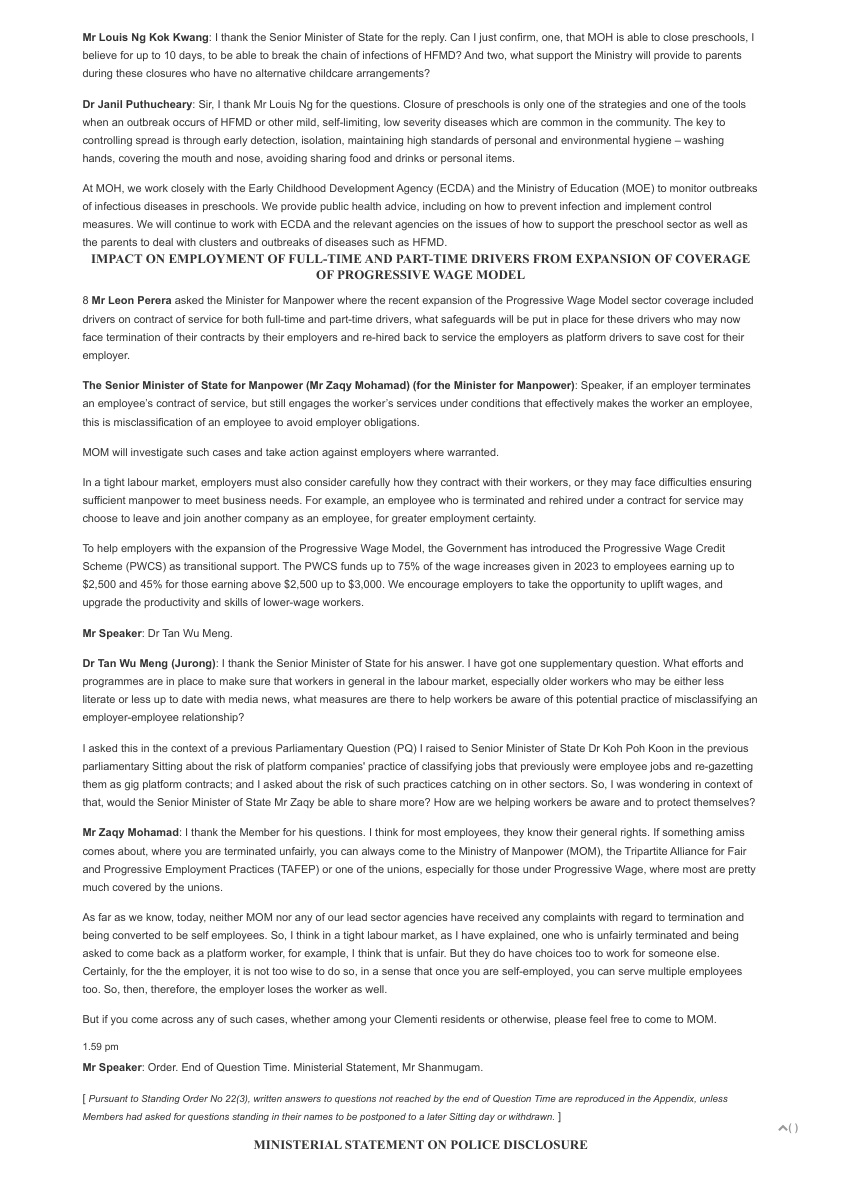 Mr Louis Ng Kok Kwang: I thank the Senior Minister of State for the reply. Can I just confirm, one, that MOH is able to close preschools, I
believe for up to 10 days, to be able to break the chain of infections of HFMD? And two, what support the Ministry will provide to parents
during these closures who have no alternative childcare arrangements?
Dr Janil Puthucheary: Sir, I thank Mr Louis Ng for the questions. Closure of preschools is only one of the strategies and one of the tools
when an outbreak occurs of HFMD or other mild, self-limiting, low severity diseases which are common in the community. The key to
controlling spread is through early detection, isolation, maintaining high standards of personal and environmental hygiene – washing
hands, covering the mouth and nose, avoiding sharing food and drinks or personal items.
At MOH, we work closely with the Early Childhood Development Agency (ECDA) and the Ministry of Education (MOE) to monitor outbreaks
of infectious diseases in preschools. We provide public health advice, including on how to prevent infection and implement control
measures. We will continue to work with ECDA and the relevant agencies on the issues of how to support the preschool sector as well as
the parents to deal with clusters and outbreaks of diseases such as HFMD.
IMPACT ON EMPLOYMENT OF FULL-TIME AND PART-TIME DRIVERS FROM EXPANSION OF COVERAGE
OF PROGRESSIVE WAGE MODEL
8 Mr Leon Perera asked the Minister for Manpower where the recent expansion of the Progressive Wage Model sector coverage included
drivers on contract of service for both full-time and part-time drivers, what safeguards will be put in place for these drivers who may now
face termination of their contracts by their employers and re-hired back to service the employers as platform drivers to save cost for their
employer.
The Senior Minister of State for Manpower (Mr Zaqy Mohamad) (for the Minister for Manpower): Speaker, if an employer terminates
an employee's contract of service, but still engages the worker's services under conditions that effectively makes the worker an employee,
this is misclassification of an employee to avoid employer obligations.
MOM will investigate such cases and take action against employers where warranted.
In a tight labour market, employers must also consider carefully how they contract with their workers, or they may face difficulties ensuring
sufficient manpower to meet business needs. For example, an employee who is terminated and rehired under a contract for service may
choose to leave and join another company as an employee, for greater employment certainty.
To help employers with the expansion of the Progressive Wage Model, the Government has introduced the Progressive Wage Credit
Scheme (PWCS) as transitional support. The PWCS funds up to 75% of the wage increases given in 2023 to employees earning up to
$2,500 and 45% for those earning above $2,500 up to $3,000. We encourage employers to take the opportunity to uplift wages, and
upgrade the productivity and skills of lower-wage workers.
Mr Speaker: Dr Tan Wu Meng.
Dr Tan Wu Meng (Jurong): I thank the Senior Minister of State for his answer. I have got one supplementary question. What efforts and
programmes are in place to make sure that workers in general in the labour market, especially older workers who may be either less
literate or less up to date with media news, what measures are there to help workers be aware of this potential practice of misclassifying an
employer-employee relationship?
I asked this in the context of a previous Parliamentary Question (PQ) I raised to Senior Minister of State Dr Koh Poh Koon in the previous
parliamentary Sitting about the risk of platform companies' practice of classifying jobs that previously were employee jobs and re-gazetting
them as gig platform contracts; and I asked about the risk of such practices catching on in other sectors. So, I was wondering in context of
that, would the Senior Minister of State Mr Zaqy be able to share more? How are we helping workers be aware and to protect themselves?
Mr Zaqy Mohamad: I thank the Member for his questions. I think for most employees, they know their general rights. If something amiss
comes about, where you are terminated unfairly, you can always come to the Ministry of Manpower (MOM), the Tripartite Alliance for Fair
and Progressive Employment Practices (TAFEP) or one of the unions, especially for those under Progressive Wage, where most are pretty
much covered by the unions.
As far as we know, today, neither MOM nor any of our lead sector agencies have received any complaints with regard to termination and
being converted to be self employees. So, I think in a tight labour market, as I have explained, one who is unfairly terminated and being
asked to come back as a platform worker, for example, I think that is unfair. But they do have choices too to work for someone else.
Certainly, for the the employer, it is not too wise to do so, in a sense that once you are self-employed, you can serve multiple employees
too. So, then, therefore, the employer loses the worker as well.
But if you come across any of such cases, whether among your Clementi residents or otherwise, please feel free to come to MOM.
1.59 pm
Mr Speaker: Order. End of Question Time. Ministerial Statement, Mr Shanmugam.
[ Pursuant to Standing Order No 22(3), written answers to questions not reached by the end of Question Time are reproduced in the Appendix, unless
Members had asked for questions standing in their names to be postponed to a later Sitting day or withdrawn. ]
( )
MINISTERIAL STATEMENT ON POLICE DISCLOSURE